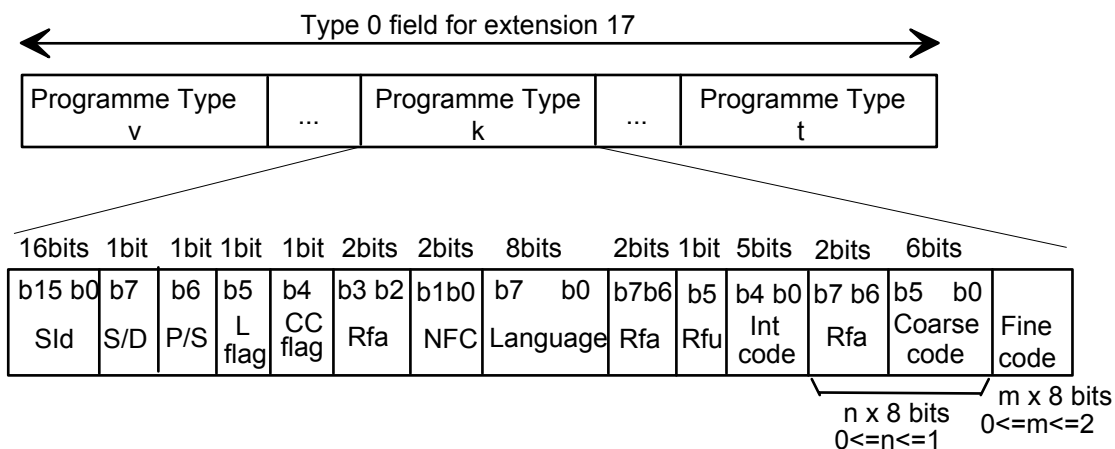 Type 0 field for extension 17
Programme Type ... Programme Type ... Programme Type
v k t
16bits 1bit 1bit 1bit 1bit 2bits 2bits 8bits 2bits 1bit 5bits 2bits 6bits
b15 b0 b7 b6 b5 b4 b3 b2 b1b0 b7 b0 b7b6 b5 b4 b0 b7 b6 b5 b0
SId S/D P/S L flag CC flag Rfa NFC Language Rfa Rfu Int code Rfa Coarse code Fine code
n x 8 bits m x 8 bits
0<=n<=1 0<=m<=2